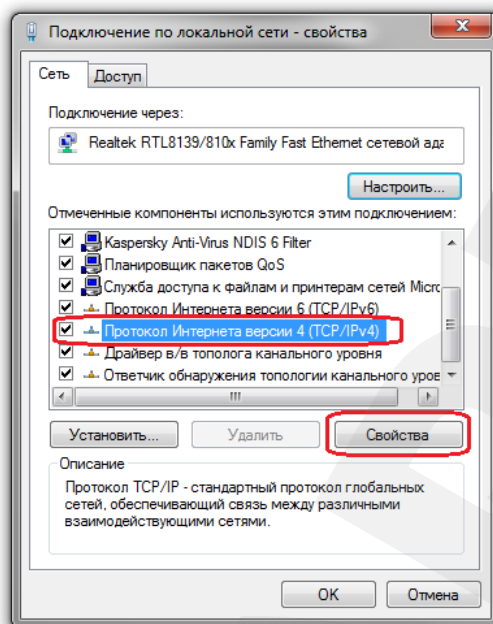 Подключение по локальной сети - свойства
Сеть Доступ
Подключение через:
Realtek RTL8139/810x Family Fast Ethernet сетевой ада
Настроить...
Отмеченные компоненты используются этим подключением:
Kaspersky Anti-Virus NDIS 6 Filter
Планировщик пакетов QoS
Служба доступа к файлам и принтерам сетей Micro
Протокол Интернета версии 6 (TCP/IPv6)
Протокол Интернета версии 4 (TCP/IPv4)
Драйвер в/в тополога канального уровня
Ответчик обнаружения топологии канального уров
Установить... Удалить Свойства
Описание
Протокол TCP/IP - стандартный протокол глобальных
сетей, обеспечивающий связь между различными
взаимодействующими сетями.
OK Отмена